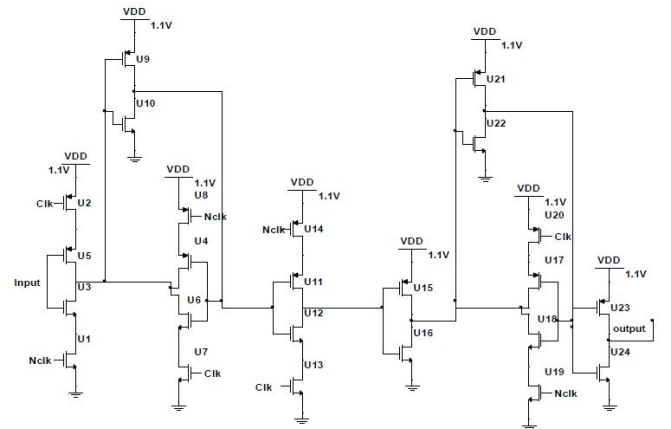 VDD
1.1V
U9
U10
VDD
1.1V
U21
U22
VDD
1.1V
Clk
U2
U5
Input
U3
U1
Nclk
VDD
1.1V
U8
Nclk
U4
U6
U7
Clk
VDD
1.1V
Nclk
U14
U11
U12
U13
Clk
VDD
1.1V
U15
U16
VDD
1.1V
U20
Clk
U17
U18
U19
Nclk
VDD
1.1V
U23
output
U24